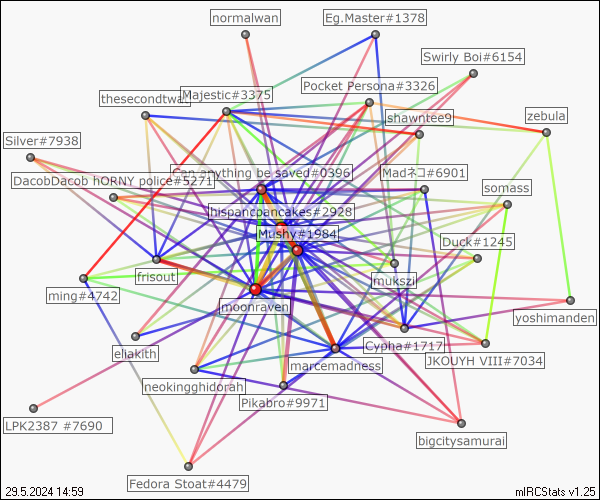 normalwan
Eg.Master#1378
Swirly Boi#6154
Pocket Persona#3326
Majestic#3375
thesecondtwa
shawntee9
zebula
Silver#7938
Can anything be saved#0396
DacobDacob hORNY police#5271
Madネコ#6901
somass
hispancpancakes#2928
Mushy#1984
Duck#1245
frisout
mukszi
ming#4742
moonraven
yoshimanden
Cypha#1717
eliakith
marcemadness
JKOUYH VIII#7034
neokingghidorah
Pikabro#9971
LPK2387 #7690
bigcitysamurai
Fedora Stoat#4479
29.5.2024 14:59
mIRCStats v1.25